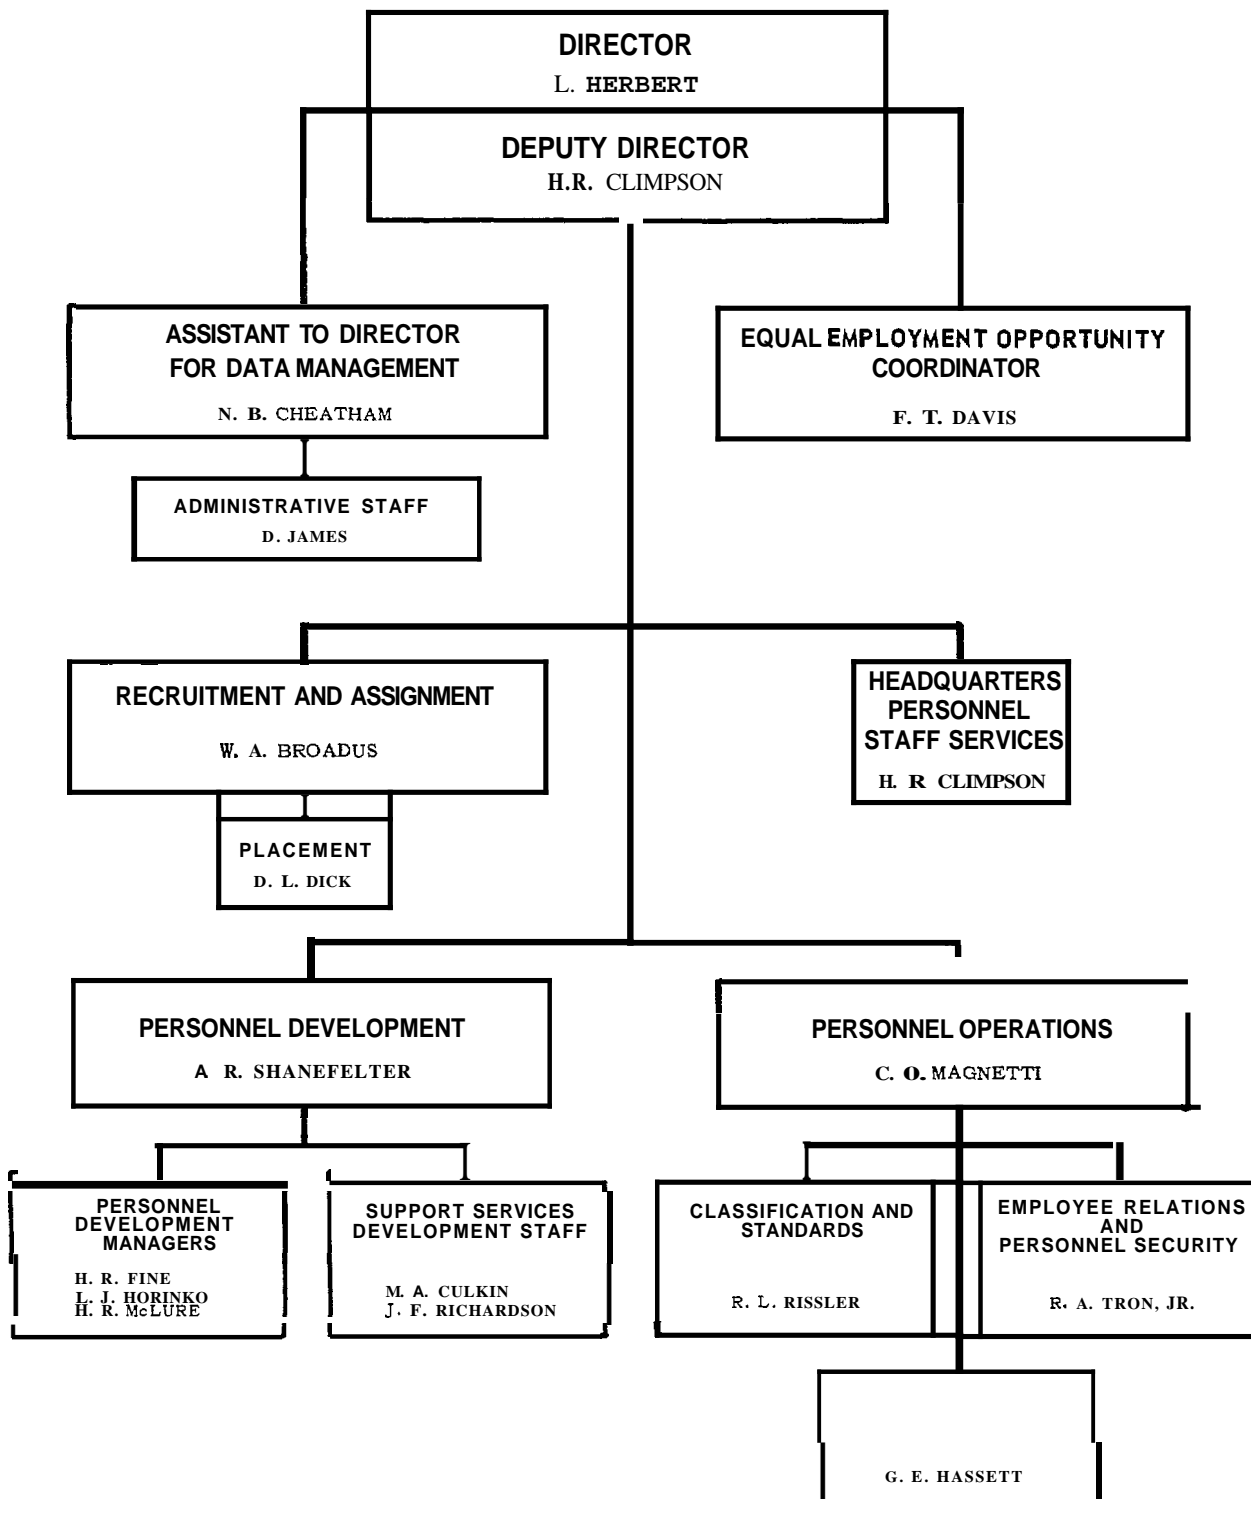 DIRECTOR
L. HERBERT
DEPUTY DIRECTOR
H.R. CLIMPSON
ASSISTANT TO DIRECTOR
FOR DATA MANAGEMENT
N. B. CHEATHAM
EQUAL EMPLOYMENT OPPORTUNITY
COORDINATOR
F. T. DAVIS
ADMINISTRATIVE STAFF
D. JAMES
RECRUITMENT AND ASSIGNMENT
W. A. BROADUS
HEADQUARTERS
PERSONNEL
STAFF SERVICES
H. R CLIMPSON
PLACEMENT
D. L. DICK
PERSONNEL DEVELOPMENT
A R. SHANEFELTER
PERSONNEL OPERATIONS
C. O. MAGNETTI
PERSONNEL
DEVELOPMENT
MANAGERS
H. R. FINE
L. J. HORINKO
H. R. McLURE
SUPPORT SERVICES
DEVELOPMENT STAFF
M. A. CULKIN
J. F. RICHARDSON
CLASSIFICATION AND
STANDARDS
R. L. RISSLER
EMPLOYEE RELATIONS
AND
PERSONNEL SECURITY
R. A. TRON, JR.
G. E. HASSETT